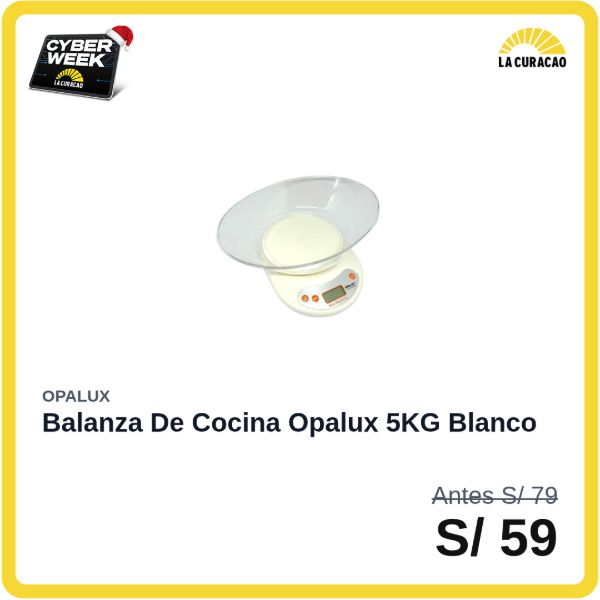 CYBER
WEEK
LA CURACAO
LA CURACAO
OPALUX
Balanza De Cocina Opalux 5KG Blanco
Antes S/ 79
S/ 59